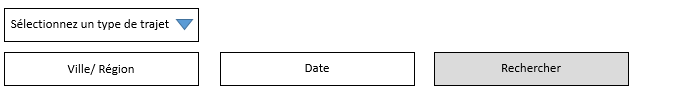 Sélectionnez un type de trajet
Ville/ Région
Date
Rechercher